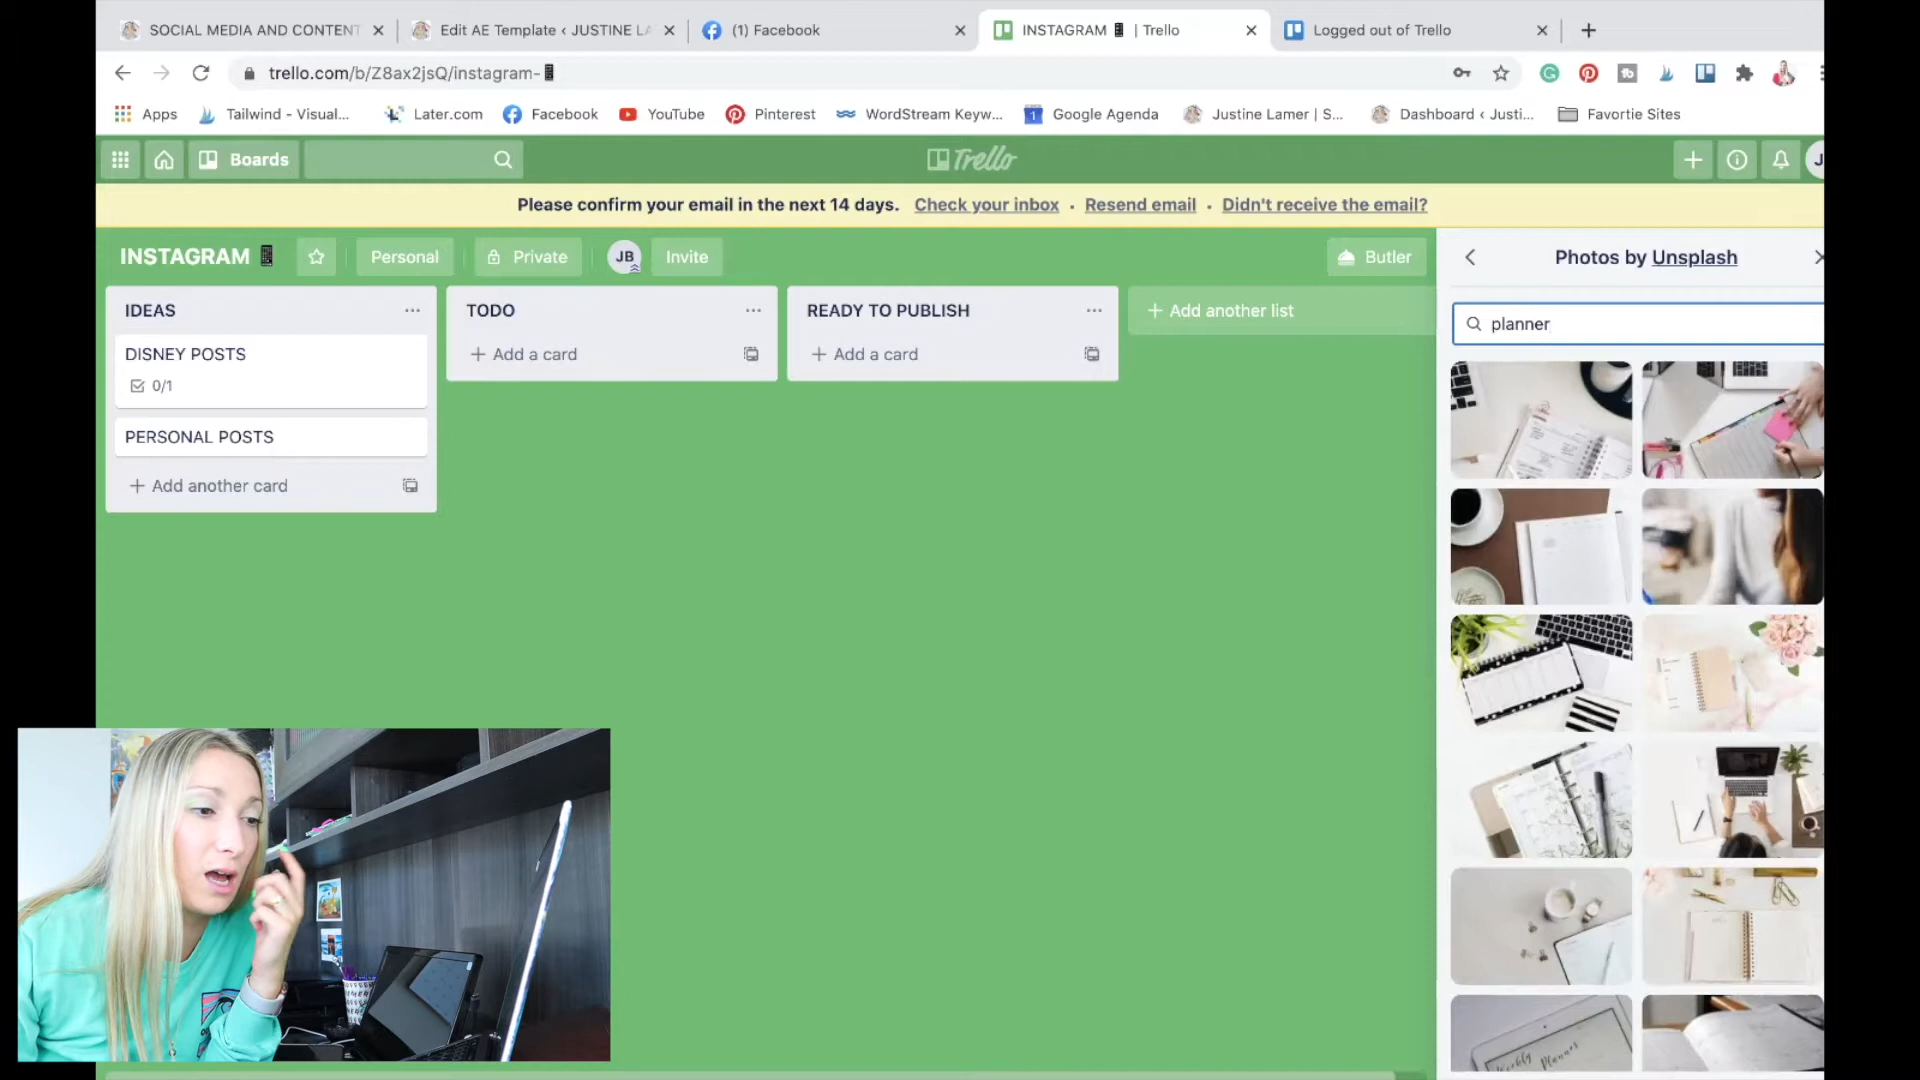 SOCIAL MEDIA AND CONTENT
Edit AE Template ‹ JUSTINE LA
(1) Facebook
INSTAGRAM 📱 | Trello
Logged out of Trello
trello.com/b/Z8ax2jsQ/instagram-📱
Apps
Tailwind - Visual...
Later.com
Facebook
YouTube
Pinterest
WordStream Keyw...
Google Agenda
Justine Lamer | S...
Dashboard ‹ Justi...
Favortie Sites
Boards
Trello
J
Please confirm your email in the next 14 days. Check your inbox · Resend email · Didn't receive the email?
INSTAGRAM 📱
Personal
Private
JB
Invite
Butler
Photos by Unsplash
planner
IDEAS
DISNEY POSTS
0/1
PERSONAL POSTS
+ Add another card
TODO
+ Add a card
READY TO PUBLISH
+ Add a card
+ Add another list
Weekly Planner